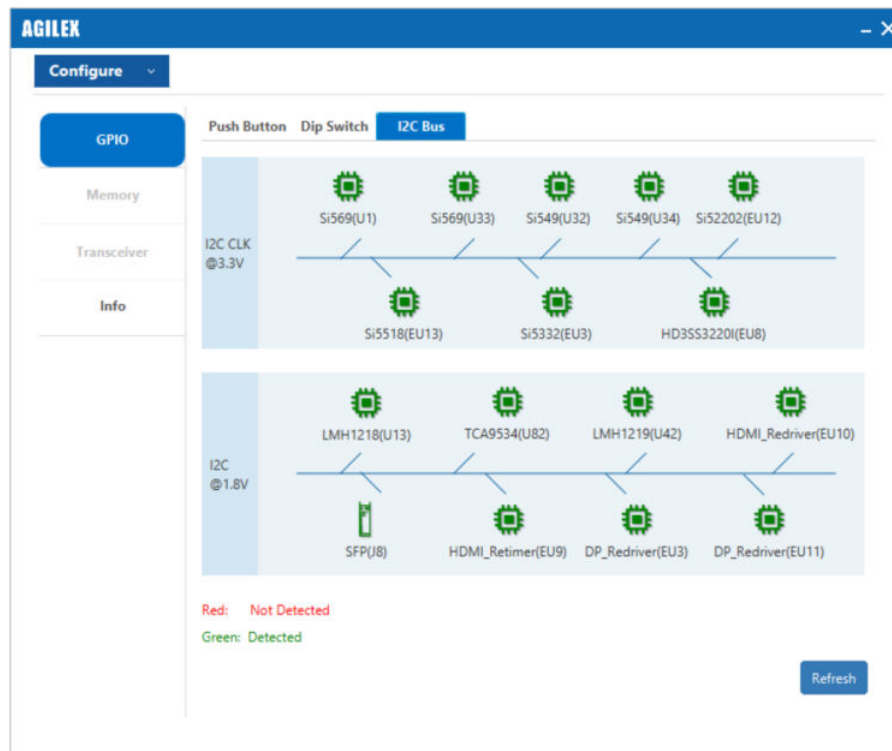 AGILEX
Configure
GPIO
Memory
Transceiver
Info
Push Button Dip Switch I2C Bus
I2C CLK
@3.3V
Si569(U1) Si569(U33) Si549(U32) Si549(U34) Si52202(EU12)
Si5518(EU13) Si5332(EU3) HD3SS3220I(EU8)
I2C
@1.8V
LMH1218(U13) TCA9534(U82) LMH1219(U42) HDMI_Redriver(EU10)
SFP(J8) HDMI_Retimer(EU9) DP_Redriver(EU3) DP_Redriver(EU11)
Red: Not Detected
Green: Detected
Refresh